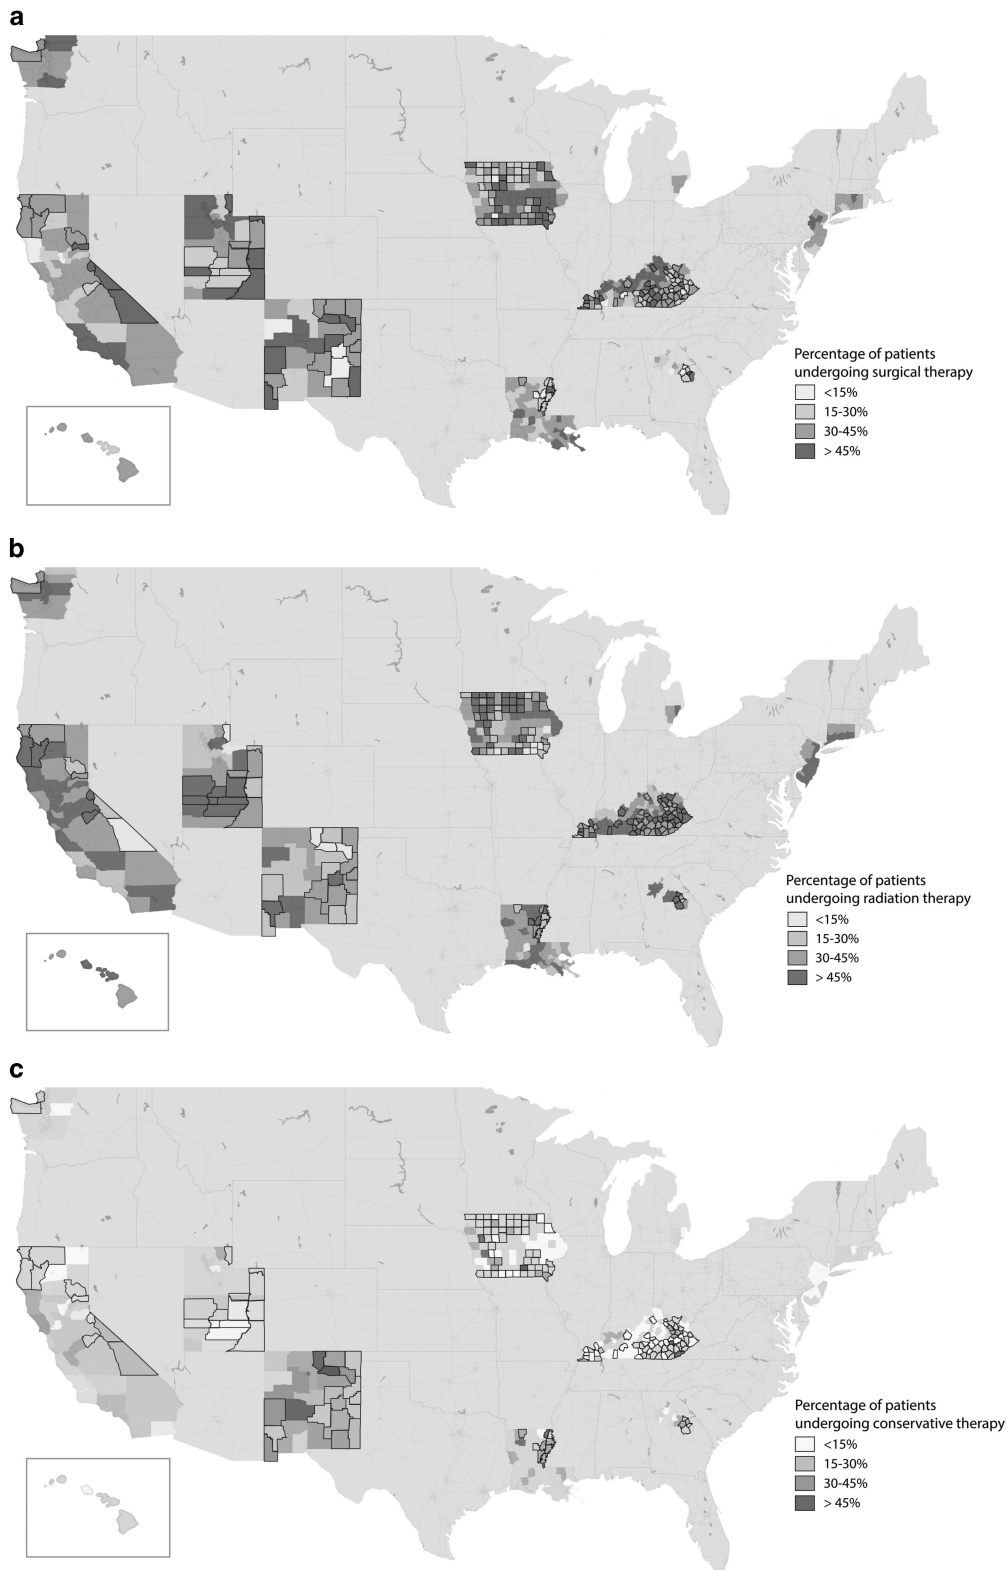 a
Percentage of patients
undergoing surgical therapy
<15%
15-30%
30-45%
> 45%
b
Percentage of patients
undergoing radiation therapy
<15%
15-30%
30-45%
> 45%
c
Percentage of patients
undergoing conservative therapy
<15%
15-30%
30-45%
> 45%